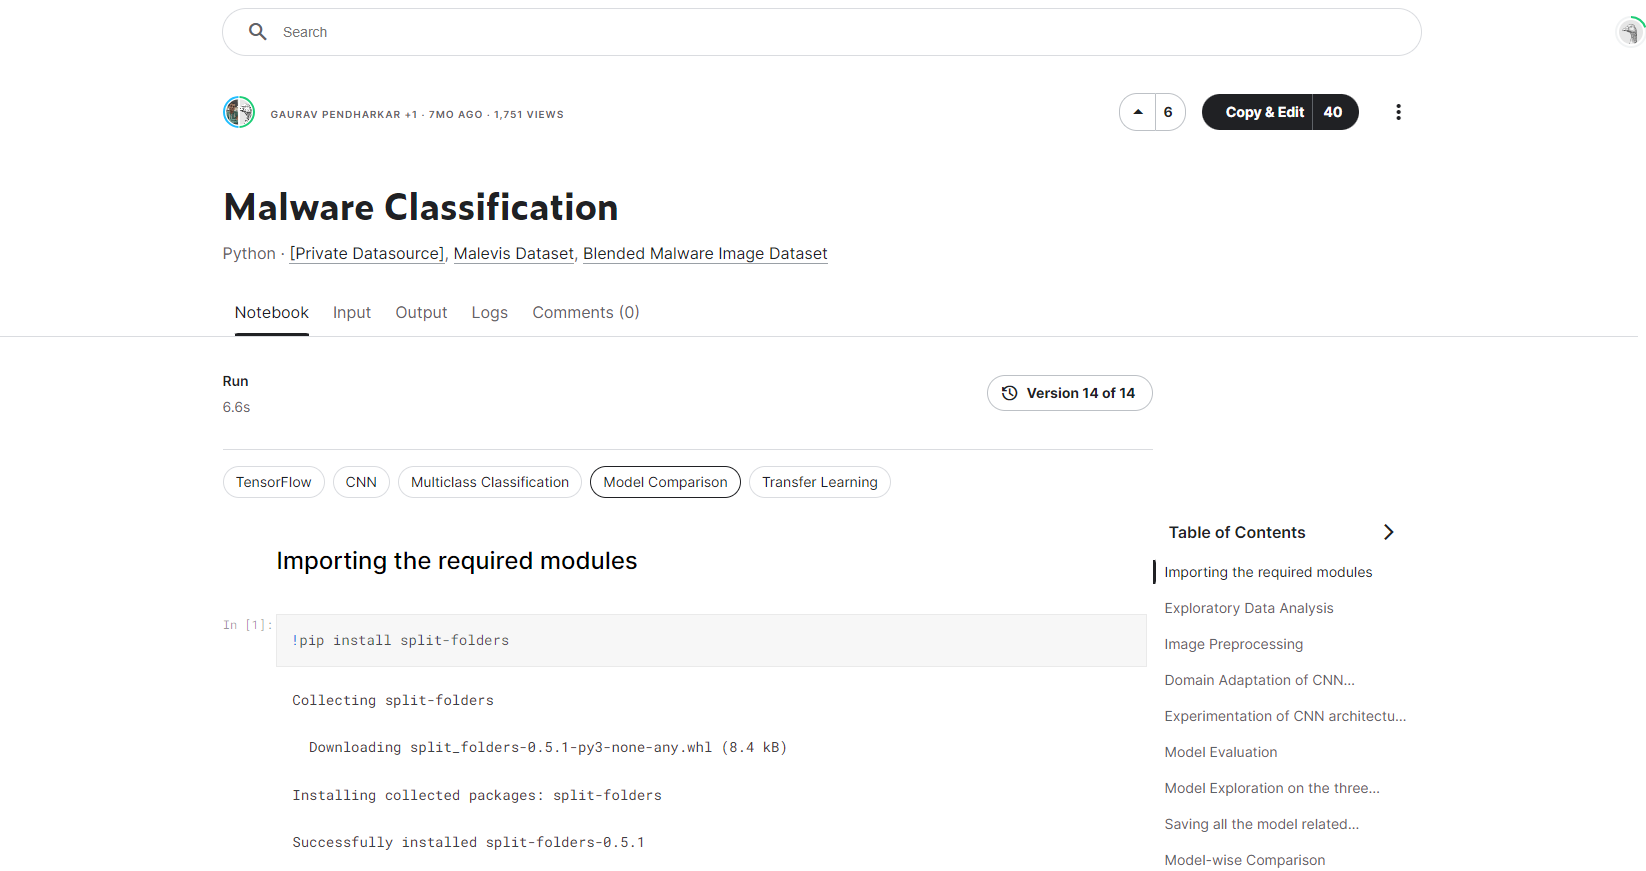 Search
GAURAV PENDHARKAR +1 · 7MO AGO · 1,751 VIEWS
6
Copy & Edit 40
Malware Classification
Python · [Private Datasource], Malevis Dataset, Blended Malware Image Dataset
Notebook Input Output Logs Comments (0)
Run
6.6s
Version 14 of 14
TensorFlow CNN Multiclass Classification Model Comparison Transfer Learning
Importing the required modules
In [1]:
!pip install split-folders
Collecting split-folders
Downloading split_folders-0.5.1-py3-none-any.whl (8.4 kB)
Installing collected packages: split-folders
Successfully installed split-folders-0.5.1
Table of Contents
Importing the required modules
Exploratory Data Analysis
Image Preprocessing
Domain Adaptation of CNN...
Experimentation of CNN architectu...
Model Evaluation
Model Exploration on the three...
Saving all the model related...
Model-wise Comparison